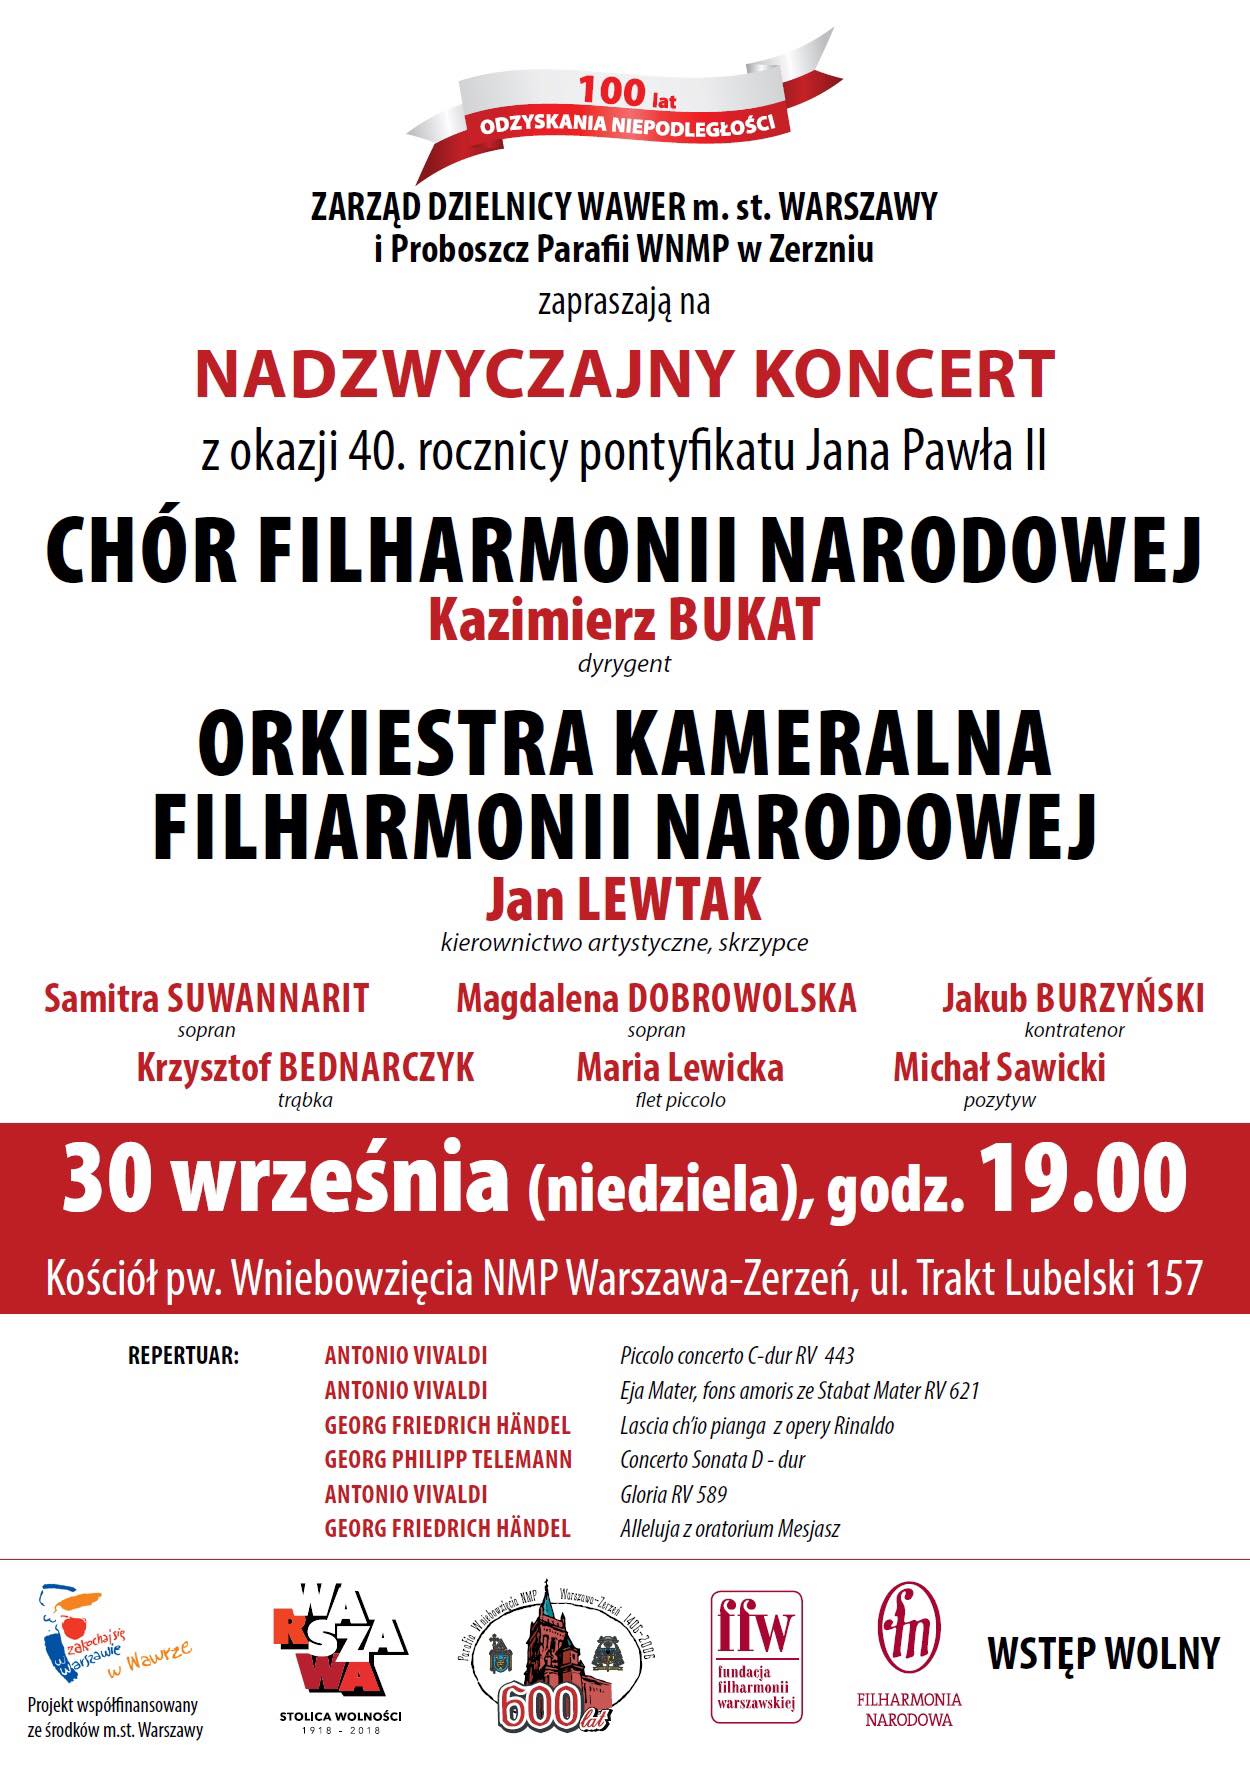 100 lat
ODZYSKANIA NIEPODLEGŁOŚCI
ZARZĄD DZIELNICY WAWER m. st. WARSZAWY
i Proboszcz Parafii WNMP w Zerzniu
zapraszają na
NADZWYCZAJNY KONCERT
z okazji 40. rocznicy pontyfikatu Jana Pawła II
CHÓR FILHARMONII NARODOWEJ
Kazimierz BUKAT
dyrygent
ORKIESTRA KAMERALNA
FILHARMONII NARODOWEJ
Jan LEWTAK
kierownictwo artystyczne, skrzypce
Samitra SUWANNARIT Magdalena DOBROWOLSKA Jakub BURZYŃSKI
sopran sopran kontratenor
Krzysztof BEDNARCZYK Maria Lewicka Michał Sawicki
trąbka flet piccolo pozytyw
30 września (niedziela), godz. 19.00
Kościół pw. Wniebowzięcia NMP Warszawa-Zerzeń, ul. Trakt Lubelski 157
REPERTUAR: ANTONIO VIVALDI Piccolo concerto C-dur RV 443
ANTONIO VIVALDI Eja Mater, fons amoris ze Stabat Mater RV 621
GEORG FRIEDRICH HÄNDEL Lascia ch'io pianga z opery Rinaldo
GEORG PHILIPP TELEMANN Concerto Sonata D - dur
ANTONIO VIVALDI Gloria RV 589
GEORG FRIEDRICH HÄNDEL Alleluja z oratorium Mesjasz
zakochaj się
w Warszawie
w Wawrze
Projekt współfinansowany
ze środków m.st. Warszawy
WA
RSZA
WA
STOLICA WOLNOŚCI
1918 - 2018
Parafia Wniebowzięcia NMP Warszawa-Zerzeń 1406-2006
600 lat
ffw
fundacja
filharmonii
warszawskiej
fn
FILHARMONIA
NARODOWA
WSTĘP WOLNY